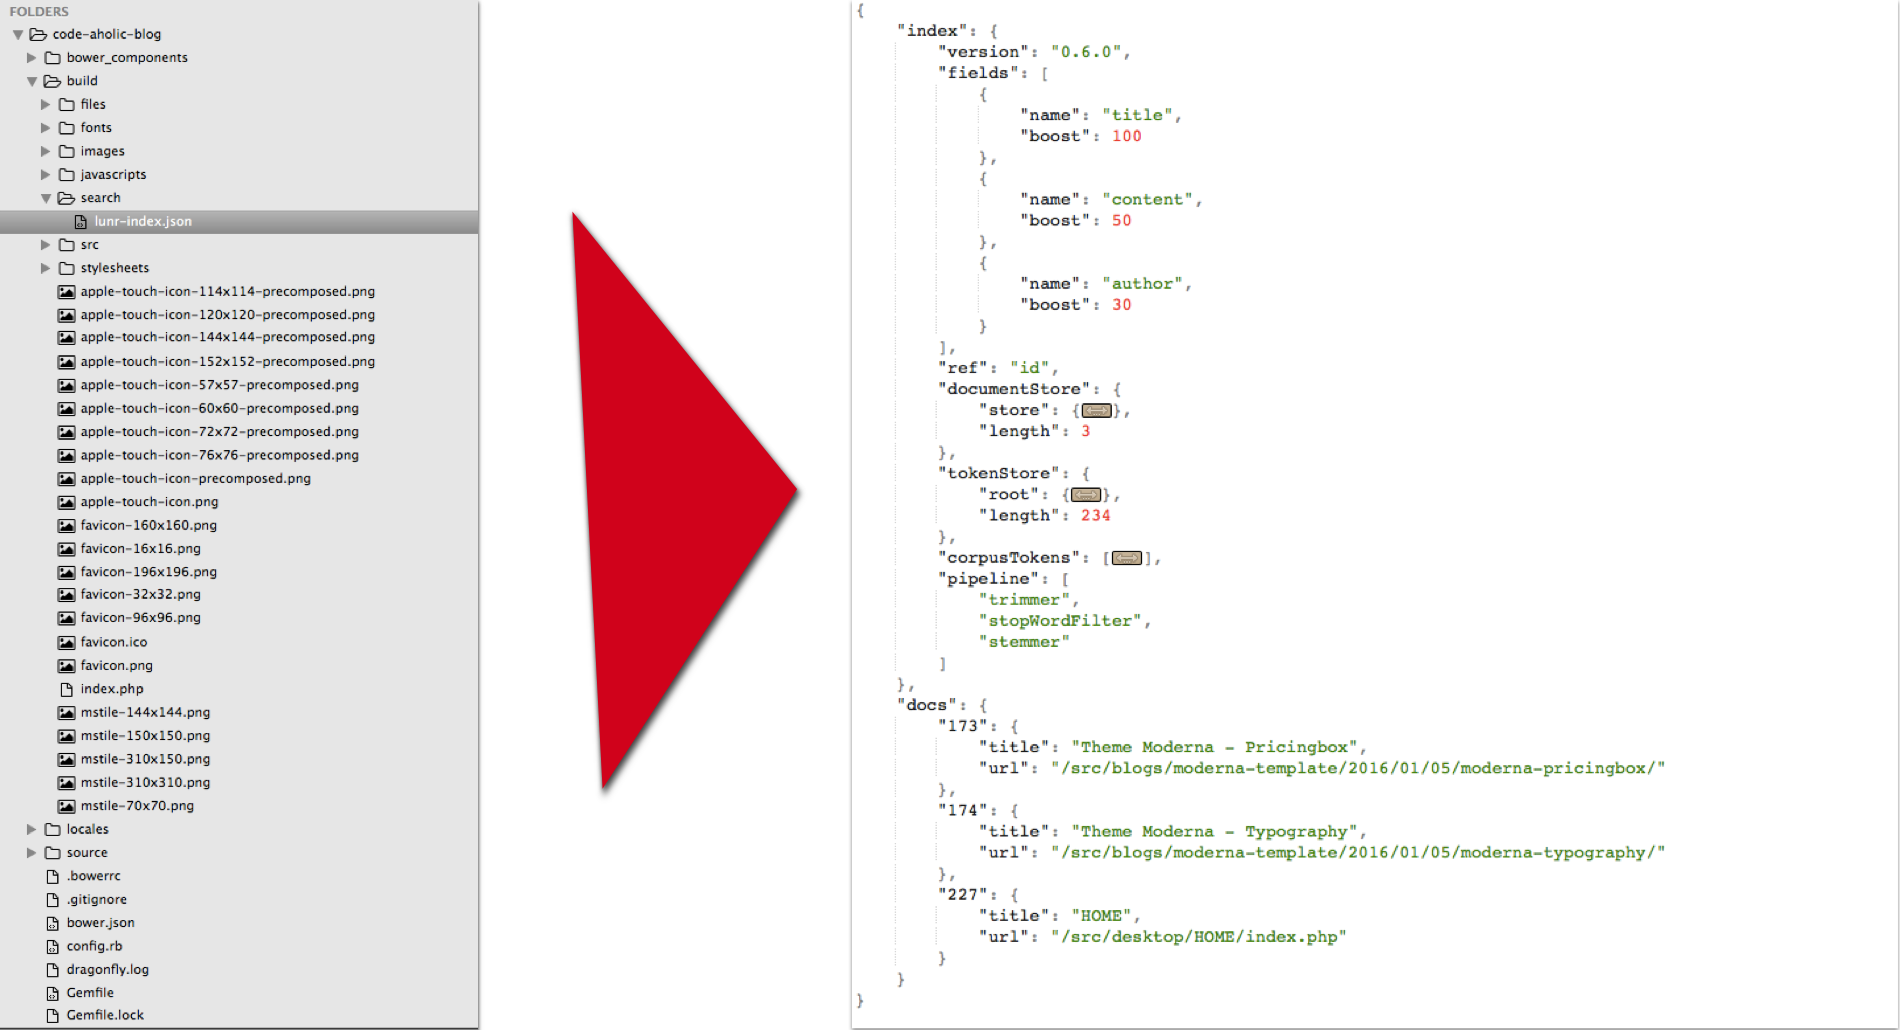 FOLDERS
code-aholic-blog
bower_components
build
files
fonts
images
javascripts
search
lunr-index.json
src
stylesheets
apple-touch-icon-114x114-precomposed.png
apple-touch-icon-120x120-precomposed.png
apple-touch-icon-144x144-precomposed.png
apple-touch-icon-152x152-precomposed.png
apple-touch-icon-57x57-precomposed.png
apple-touch-icon-60x60-precomposed.png
apple-touch-icon-72x72-precomposed.png
apple-touch-icon-76x76-precomposed.png
apple-touch-icon-precomposed.png
apple-touch-icon.png
favicon-160x160.png
favicon-16x16.png
favicon-196x196.png
favicon-32x32.png
favicon-96x96.png
favicon.ico
favicon.png
index.php
mstile-144x144.png
mstile-150x150.png
mstile-310x150.png
mstile-310x310.png
mstile-70x70.png
locales
source
.bowerrc
.gitignore
bower.json
config.rb
dragonfly.log
Gemfile
Gemfile.lock
{
"index": {
"version": "0.6.0",
"fields": [
{
"name": "title",
"boost": 100
},
{
"name": "content",
"boost": 50
},
{
"name": "author",
"boost": 30
}
],
"ref": "id",
"documentStore": {
"store": {},
"length": 3
},
"tokenStore": {
"root": {},
"length": 234
},
"corpusTokens": [],
"pipeline": [
"trimmer",
"stopWordFilter",
"stemmer"
]
},
"docs": {
"173": {
"title": "Theme Moderna - Pricingbox",
"url": "/src/blogs/moderna-template/2016/01/05/moderna-pricingbox/"
},
"174": {
"title": "Theme Moderna - Typography",
"url": "/src/blogs/moderna-template/2016/01/05/moderna-typography/"
},
"227": {
"title": "HOME",
"url": "/src/desktop/HOME/index.php"
}
}
}